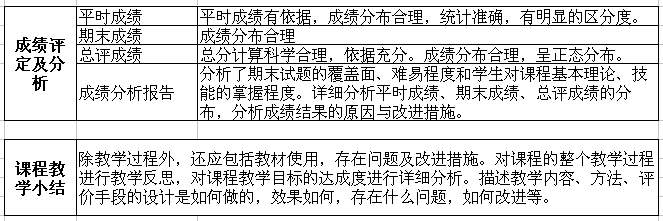 成绩评定及分析
平时成绩 平时成绩有依据，成绩分布合理，统计准确，有明显的区分度。
期末成绩 成绩分布合理
总评成绩 总分计算科学合理，依据充分。成绩分布合理，呈正态分布。
成绩分析报告 分析了期末试题的覆盖面、难易程度和学生对课程基本理论、技
能的掌握程度。详细分析平时成绩、期末成绩、总评成绩的分
布，分析成绩结果的原因与改进措施。
课程教学小结
除教学过程外，还应包括教材使用，存在问题及改进措施。对课程的整个教学过程
进行教学反思，对课程教学目标的达成度进行详细分析。描述教学内容、方法、评
价手段的设计是如何做的，效果如何，存在什么问题，如何改进等。